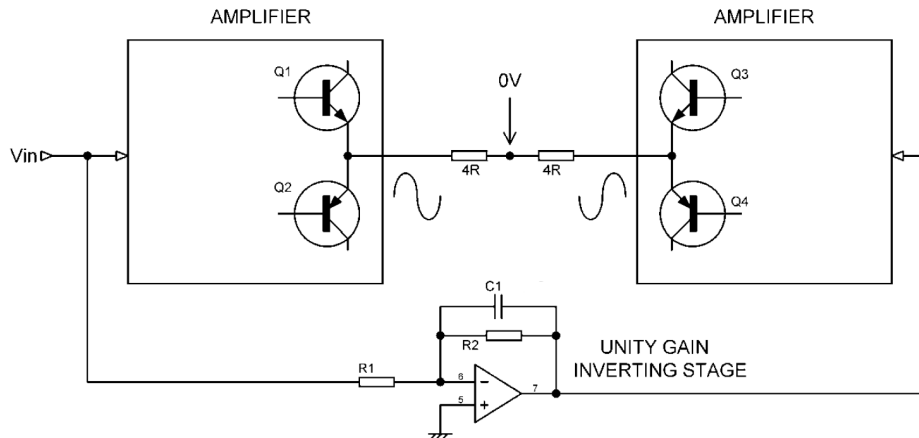 AMPLIFIER
AMPLIFIER
Q1
Q3
0V
Vin
4R
4R
Q2
Q4
C1
R2
UNITY GAIN
INVERTING STAGE
R1
6
−
7
5
+